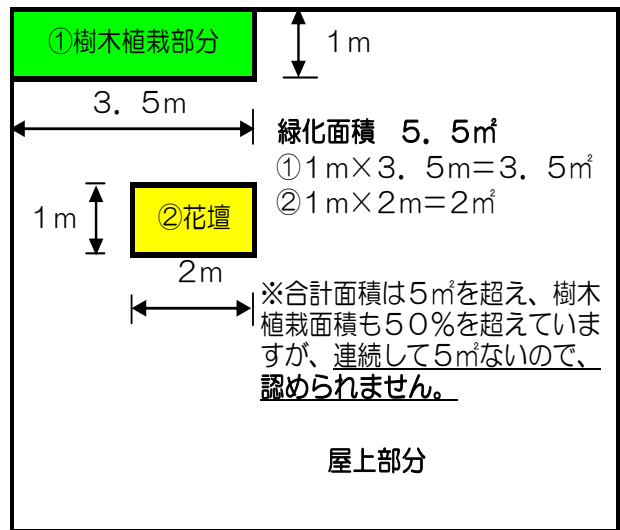 ①樹木植栽部分
1m
3．5m
緑化面積　5．5㎡
①1m×3．5m＝3．5㎡
②1m×2m＝2㎡
1m
②花壇
2m
※合計面積は5㎡を超え、樹木
植栽面積も50％を超えていま
すが、連続して5㎡ないので、
認められません。
屋上部分